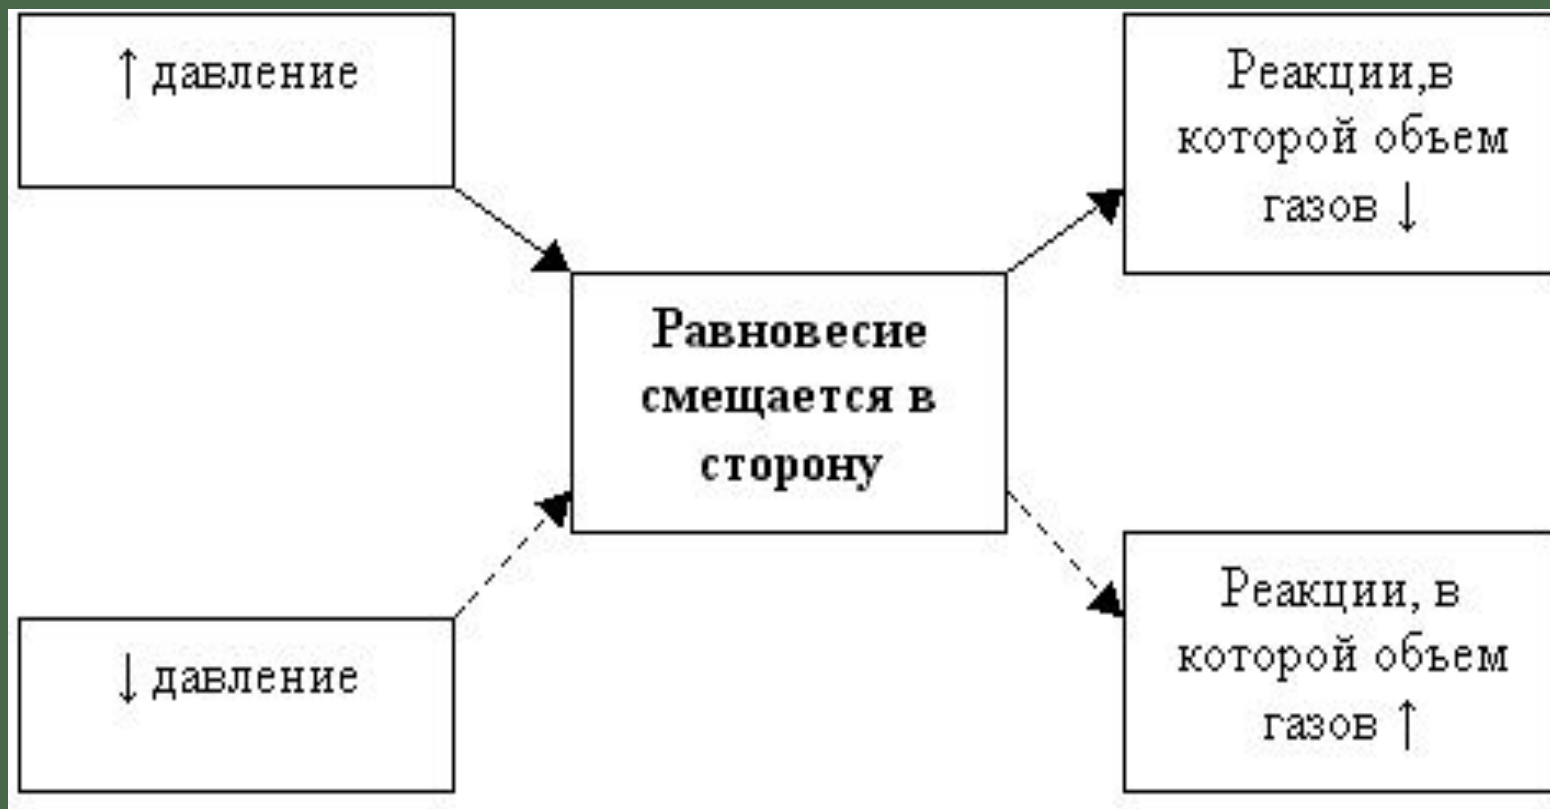 ↑ давление
Реакции,в
которой объем
газов ↓
Равновесие
смещается в
сторону
↓ давление
Реакции, в
которой объем
газов ↑